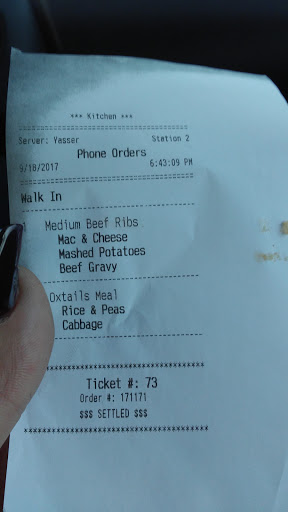 *** Kitchen ***
Server: Yasser Station 2
Phone Orders
9/18/2017 6:43:09 PM
Walk In
Medium Beef Ribs
Mac & Cheese
Mashed Potatoes
Beef Gravy
Oxtails Meal
Rice & Peas
Cabbage
Ticket #: 73
Order #: 171171
$$$ SETTLED $$$